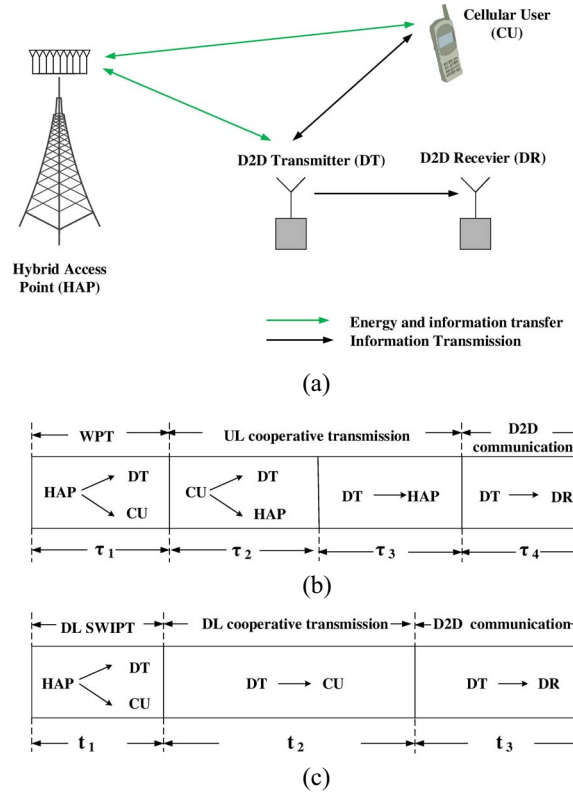 Cellular User
(CU)
D2D Transmitter (DT)
D2D Recevier (DR)
Hybrid Access
Point (HAP)
Energy and information transfer
Information Transmission
(a)
WPT
UL cooperative transmission
D2D
communication
HAP
DT
CU
CU
DT
HAP
DT
HAP
DT
DR
τ1
τ2
τ3
τ4
(b)
DL SWIPT
DL cooperative transmission
D2D communication
HAP
DT
CU
DT
CU
DT
DR
t1
t2
t3
(c)